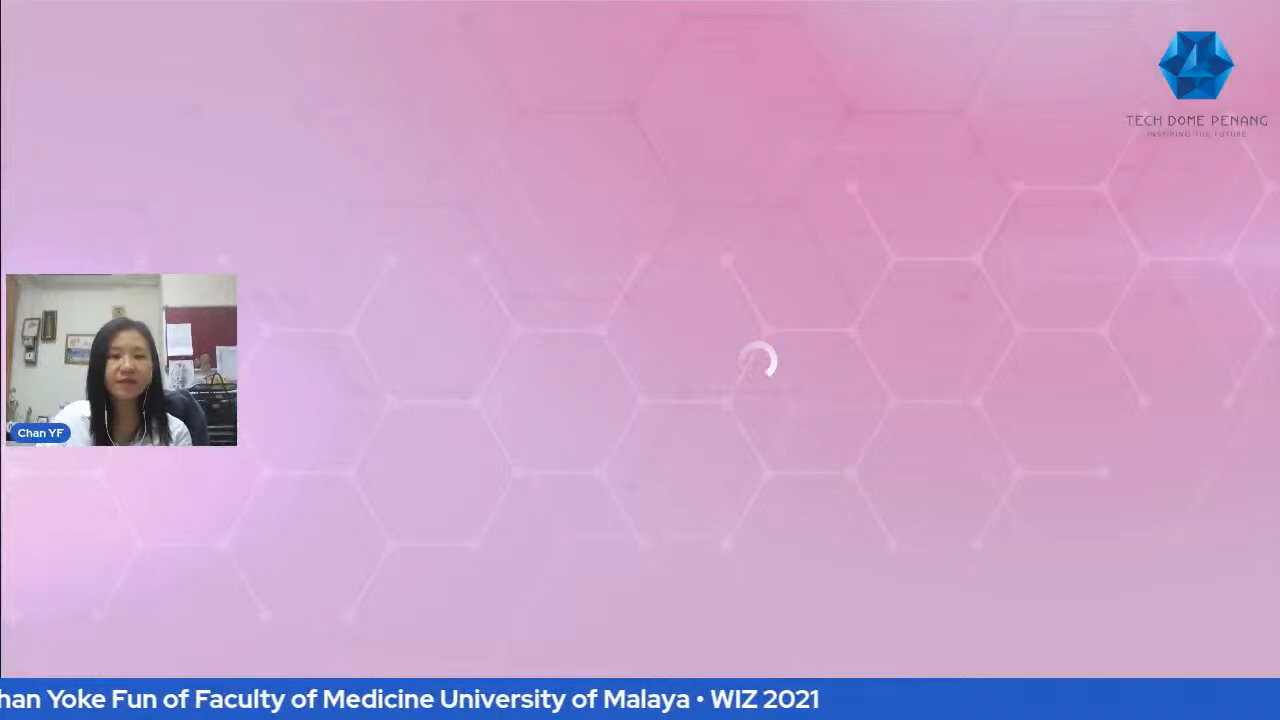 TECH DOME PENANG
INSPIRING THE FUTURE
Chan YF
han Yoke Fun of Faculty of Medicine University of Malaya • WIZ 2021